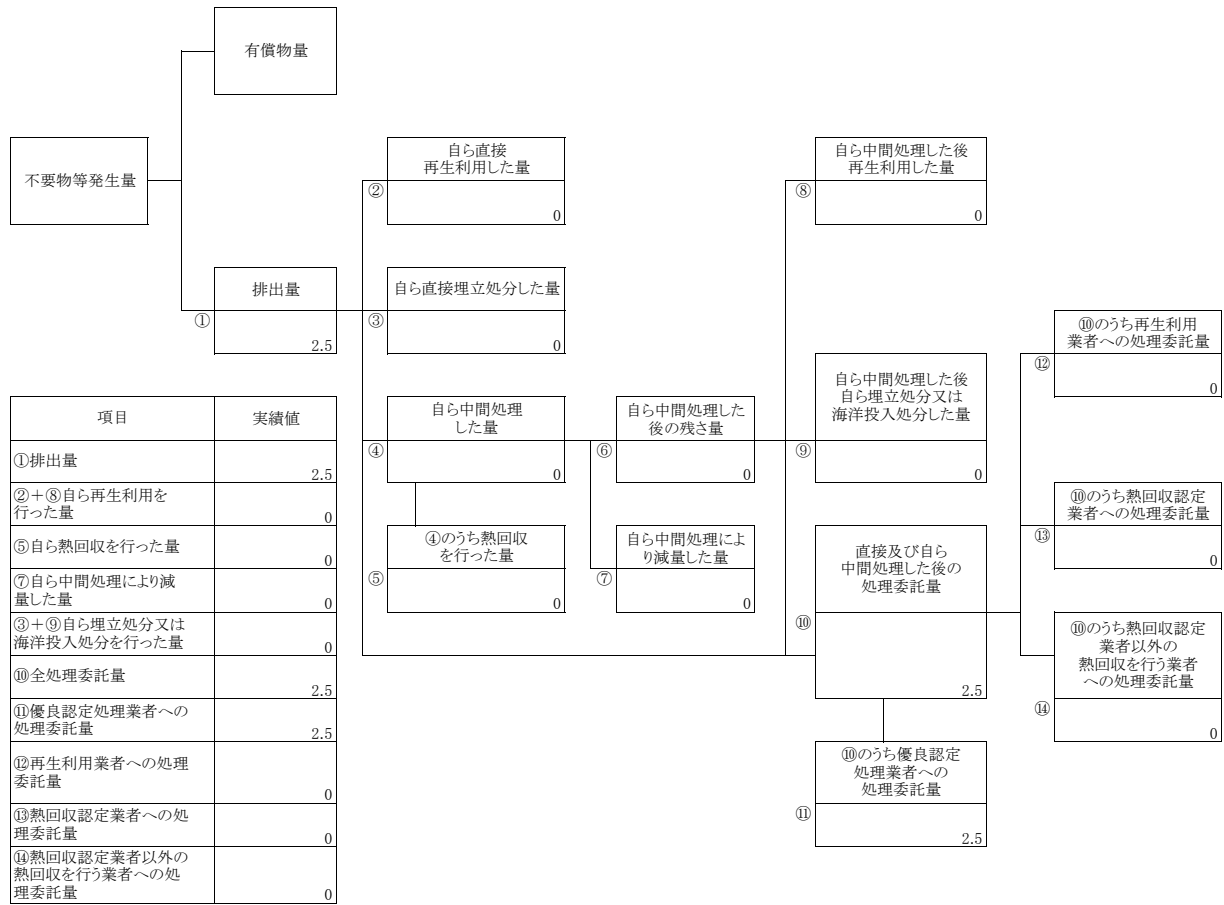 有償物量
不要物等発生量
自ら直接
再生利用した量
②
0
自ら中間処理した後
再生利用した量
⑧
0
排出量
①
2.5
自ら直接埋立処分した量
③
0
⑩のうち再生利用
業者への処理委託量
⑫
0
自ら中間処理
した量
④
0
自ら中間処理した
後の残さ量
⑥
0
自ら中間処理した後
自ら埋立処分又は
海洋投入処分した量
⑨
0
④のうち熱回収
を行った量
⑤
0
自ら中間処理によ
り減量した量
⑦
0
直接及び自ら
中間処理した後の
処理委託量
⑩
2.5
⑩のうち熱回収認定
業者への処理委託量
⑬
0
⑩のうち熱回収認定
業者以外の
熱回収を行う業者
への処理委託量
⑭
0
⑩のうち優良認定
処理業者への
処理委託量
⑪
2.5
項目 実績値
①排出量
2.5
②+⑧自ら再生利用を
行った量
0
⑤自ら熱回収を行った量
0
⑦自ら中間処理により減
量した量
0
③+⑨自ら埋立処分又は
海洋投入処分を行った量
0
⑩全処理委託量
2.5
⑪優良認定処理業者への
処理委託量
2.5
⑫再生利用業者への処理
委託量
0
⑬熱回収認定業者への処
理委託量
0
⑭熱回収認定業者以外の
熱回収を行う業者への処
理委託量
0